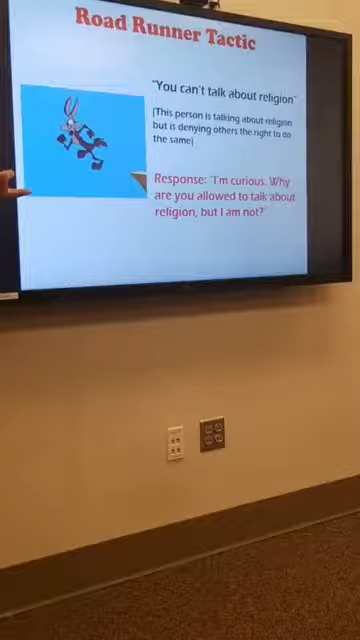 Road Runner Tactic
"You can't talk about religion"
(This person is talking about religion
but is denying others the right to do
the same)
Response: "I'm curious. Why
are you allowed to talk about
religion, but I am not?"